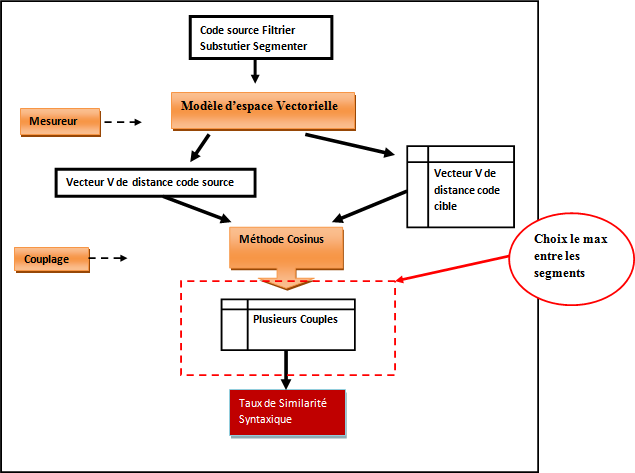 Code source Filtrier
Substutier Segmenter
Modèle d'espace Vectorielle
Mesureur
Vecteur V de distance code source
Vecteur V de
distance code
cible
Méthode Cosinus
Couplage
Choix le max
entre les
segments
Plusieurs Couples
Taux de Similarité
Syntaxique